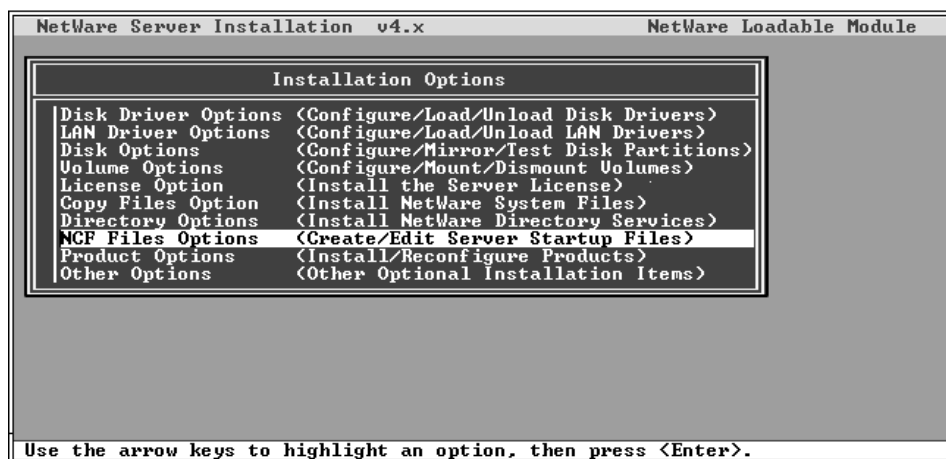 NetWare Server Installation v4.x NetWare Loadable Module
Installation Options
Disk Driver Options (Configure/Load/Unload Disk Drivers)
LAN Driver Options (Configure/Load/Unload LAN Drivers)
Disk Options (Configure/Mirror/Test Disk Partitions)
Volume Options (Configure/Mount/Dismount Volumes)
License Option (Install the Server License)
Copy Files Option (Install NetWare System Files)
Directory Options (Install NetWare Directory Services)
NCF Files Options (Create/Edit Server Startup Files)
Product Options (Install/Reconfigure Products)
Other Options (Other Optional Installation Items)
Use the arrow keys to highlight an option, then press <Enter>.